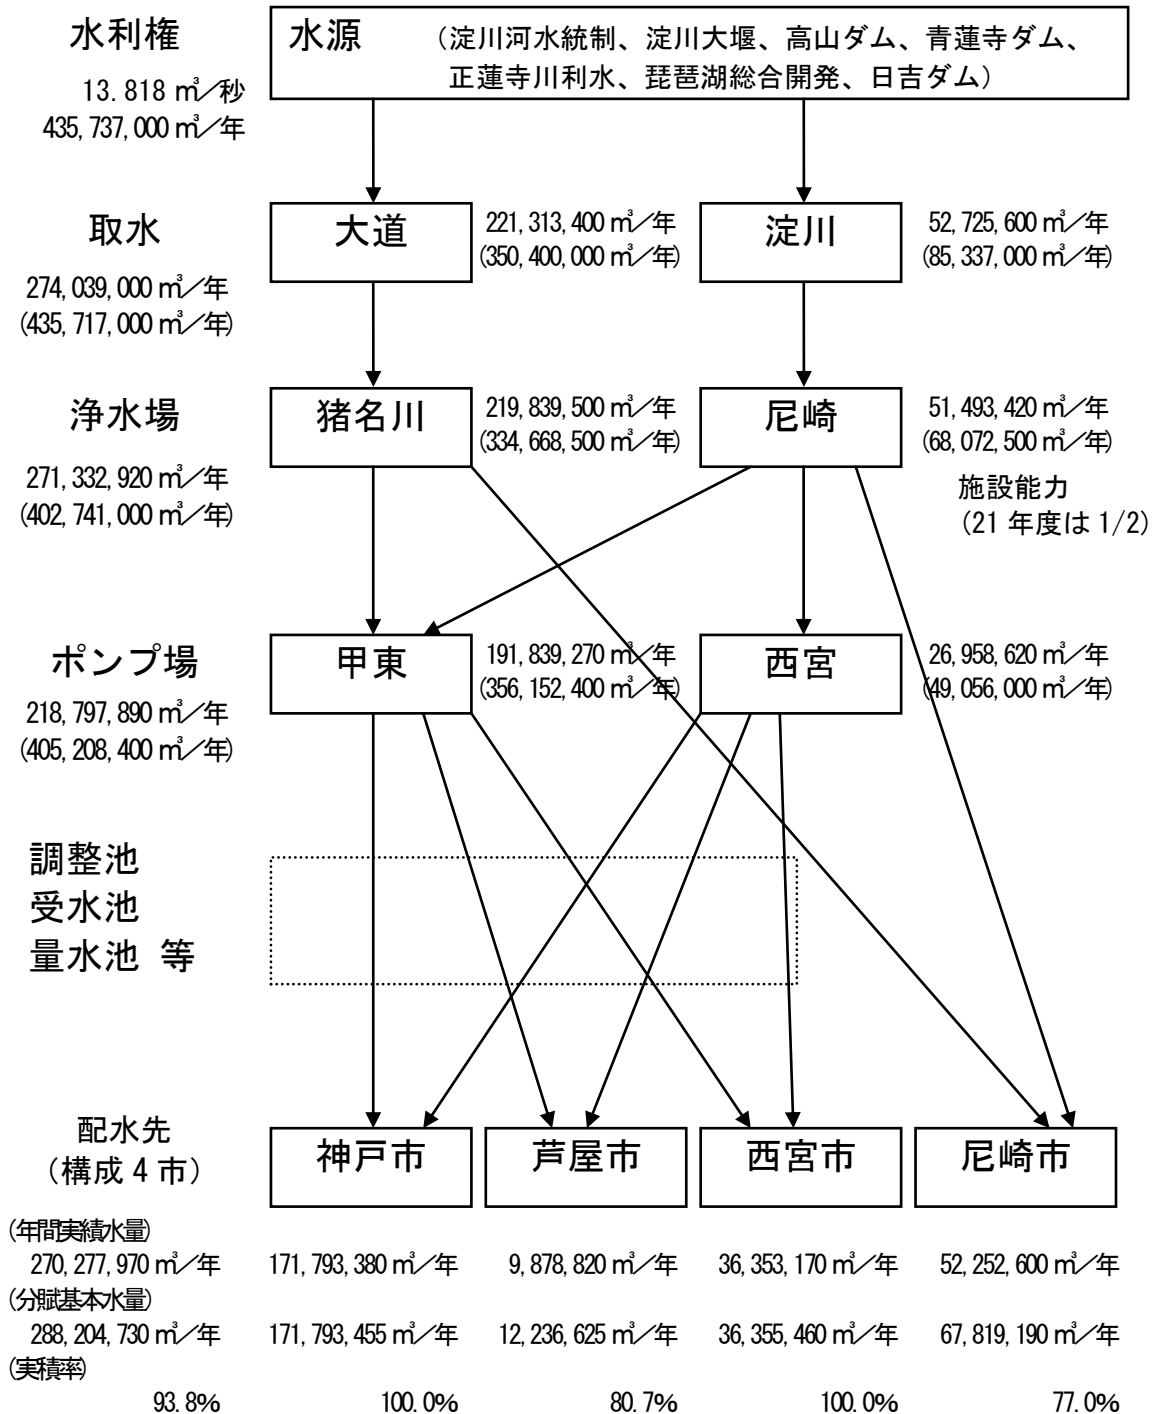 水利権
13.818 ㎥/秒
435,737,000 ㎥/年
水源 (淀川河水統制、淀川大堰、高山ダム、青蓮寺ダム、
正蓮寺川利水、琵琶湖総合開発、日吉ダム)
取水
274,039,000 ㎥/年
(435,717,000 ㎥/年)
大道
221,313,400 ㎥/年
(350,400,000 ㎥/年)
淀川
52,725,600 ㎥/年
(85,337,000 ㎥/年)
浄水場
271,332,920 ㎥/年
(402,741,000 ㎥/年)
猪名川
219,839,500 ㎥/年
(334,668,500 ㎥/年)
尼崎
51,493,420 ㎥/年
(68,072,500 ㎥/年)
施設能力
(21 年度は 1/2)
ポンプ場
218,797,890 ㎥/年
(405,208,400 ㎥/年)
甲東
191,839,270 ㎥/年
(356,152,400 ㎥/年)
西宮
26,958,620 ㎥/年
(49,056,000 ㎥/年)
調整池
受水池
量水池 等
配水先
(構成 4 市)
神戸市
芦屋市
西宮市
尼崎市
(年間実績水量)
270,277,970 ㎥/年 171,793,380 ㎥/年 9,878,820 ㎥/年 36,353,170 ㎥/年 52,252,600 ㎥/年
(分賦基本水量)
288,204,730 ㎥/年 171,793,455 ㎥/年 12,236,625 ㎥/年 36,355,460 ㎥/年 67,819,190 ㎥/年
(実積率)
93.8% 100.0% 80.7% 100.0% 77.0%